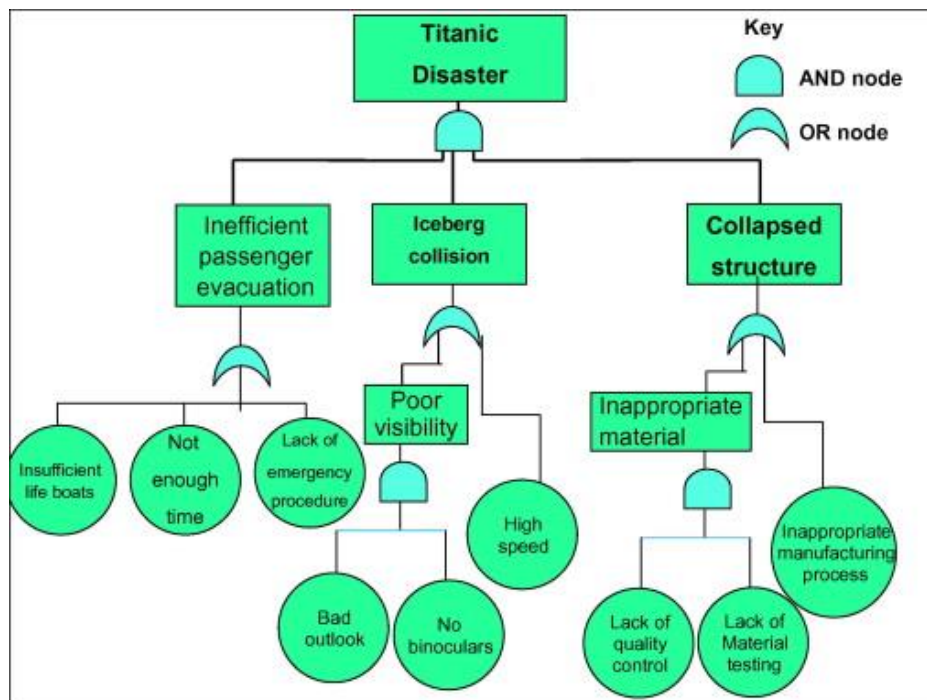 Titanic
Disaster
Key
AND node
OR node
Inefficient
passenger
evacuation
Iceberg
collision
Collapsed
structure
Poor
visibility
Inappropriate
material
Insufficient
life boats
Not
enough
time
Lack of
emergency
procedure
High
speed
Inappropriate
manufacturing
process
Bad
outlook
No
binoculars
Lack of
quality
control
Lack of
Material
testing